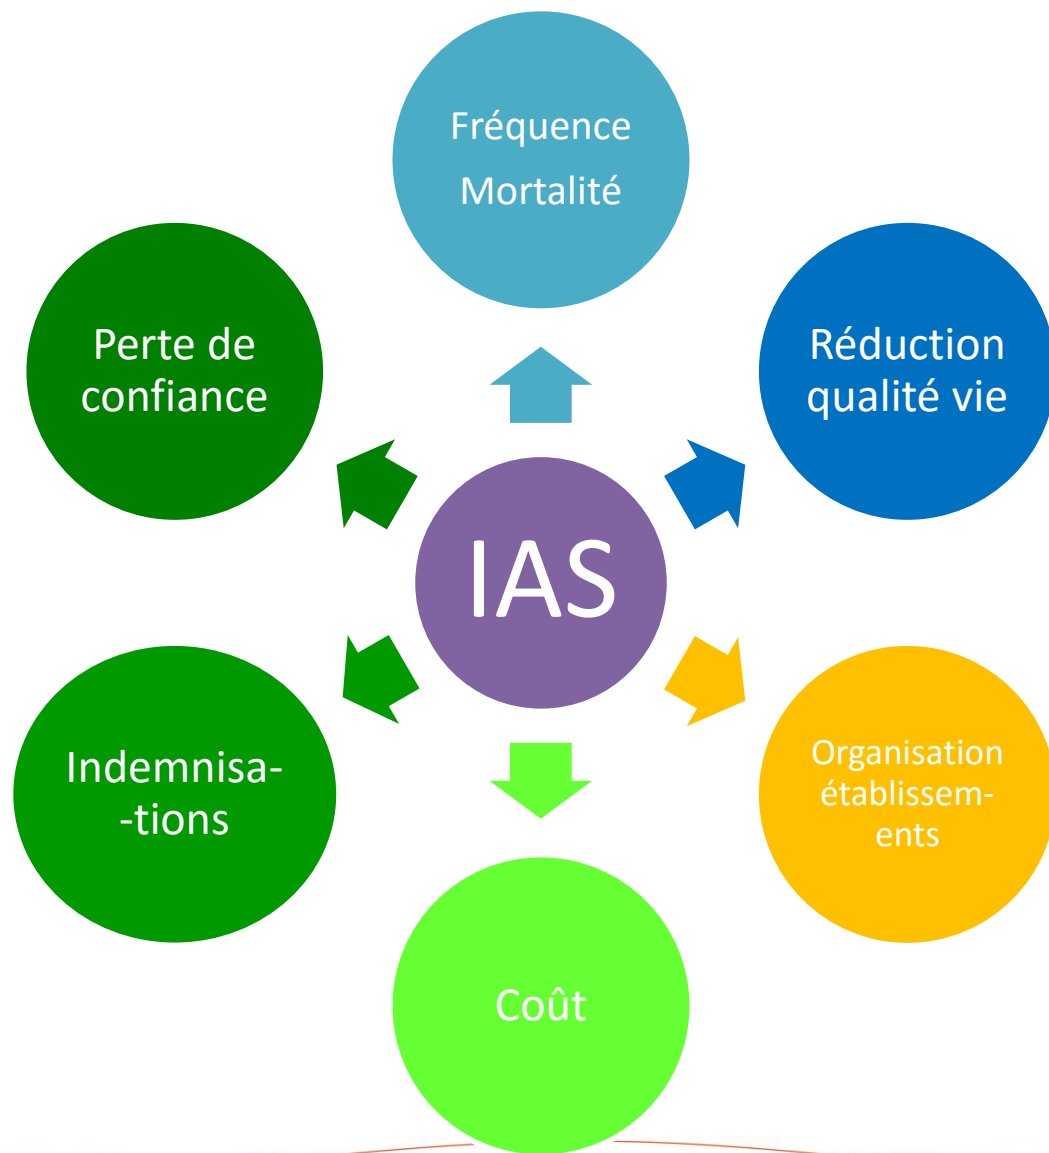 Fréquence
Mortalité
Perte de
confiance
Réduction
qualité vie
IAS
Indemnisa-
-tions
Organisation
établissem-
ents
Coût